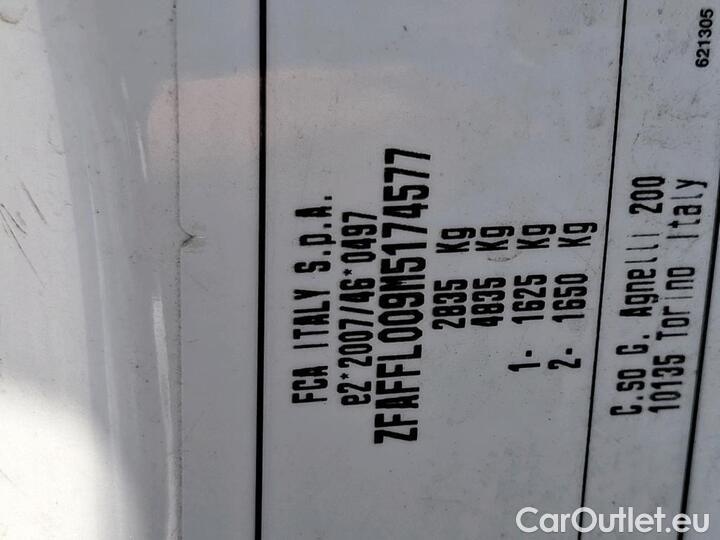 FCA ITALY S.p.A.
e2*2007/46*0497
ZFAFFL009M5174577
2835 Kg
4835 Kg
1- 1625 Kg
2- 1650 Kg
C.so G. Agnelli 200
10135 Torino Italy
621305
CarOutlet.eu